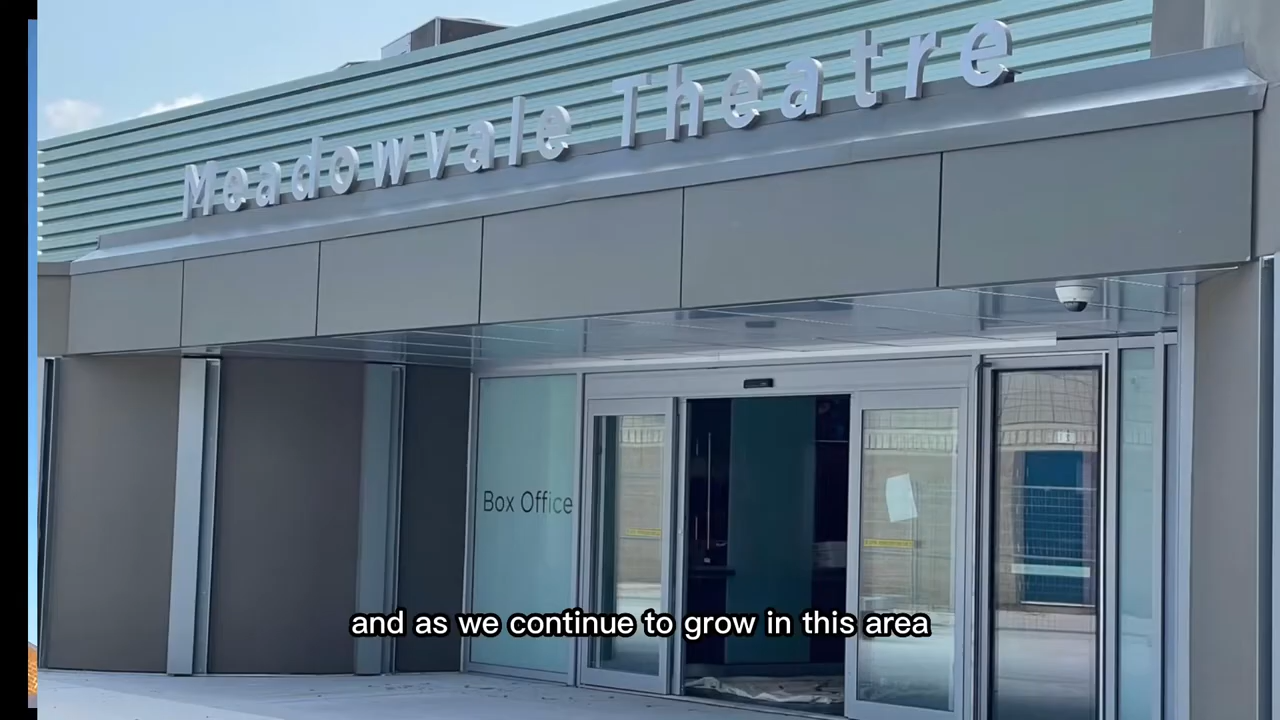 Meadowvale Theatre
Box Office
and as we continue to grow in this area